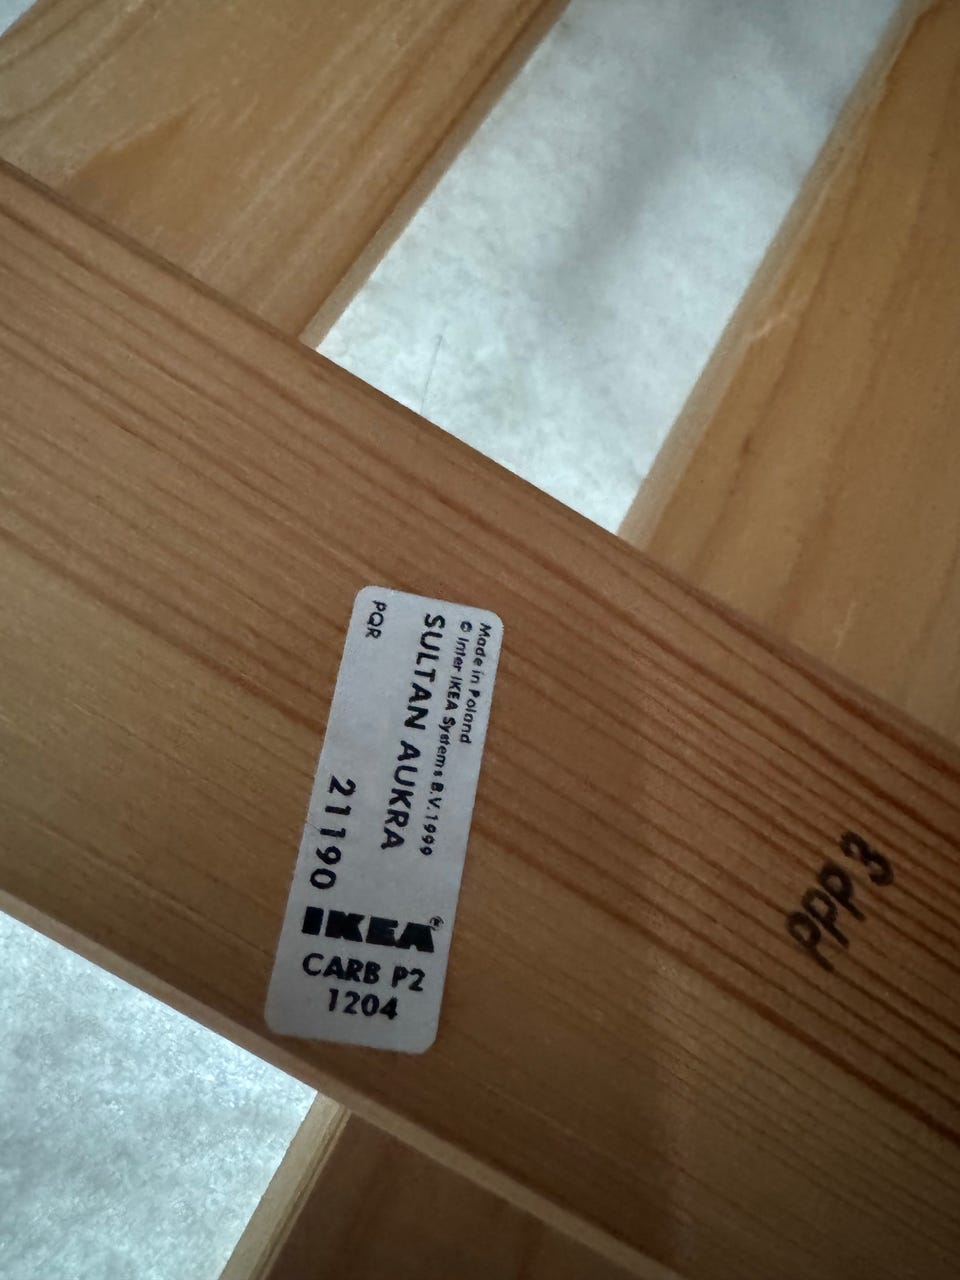 Made in Poland
© Inter IKEA Systems B.V. 1999
SULTAN AUKRA
21190
PQR
IKEA®
CARB P2
1204
PPP3